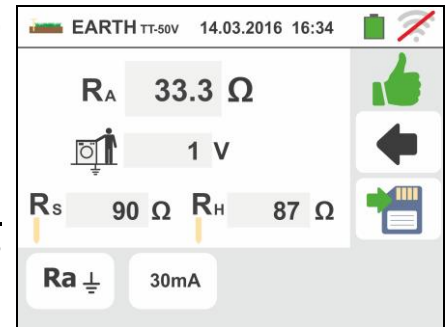 EARTH TT-50V 14.03.2016 16:34
RA 33.3 Ω
1 V
RS 90 Ω RH 87 Ω
Ra 30mA